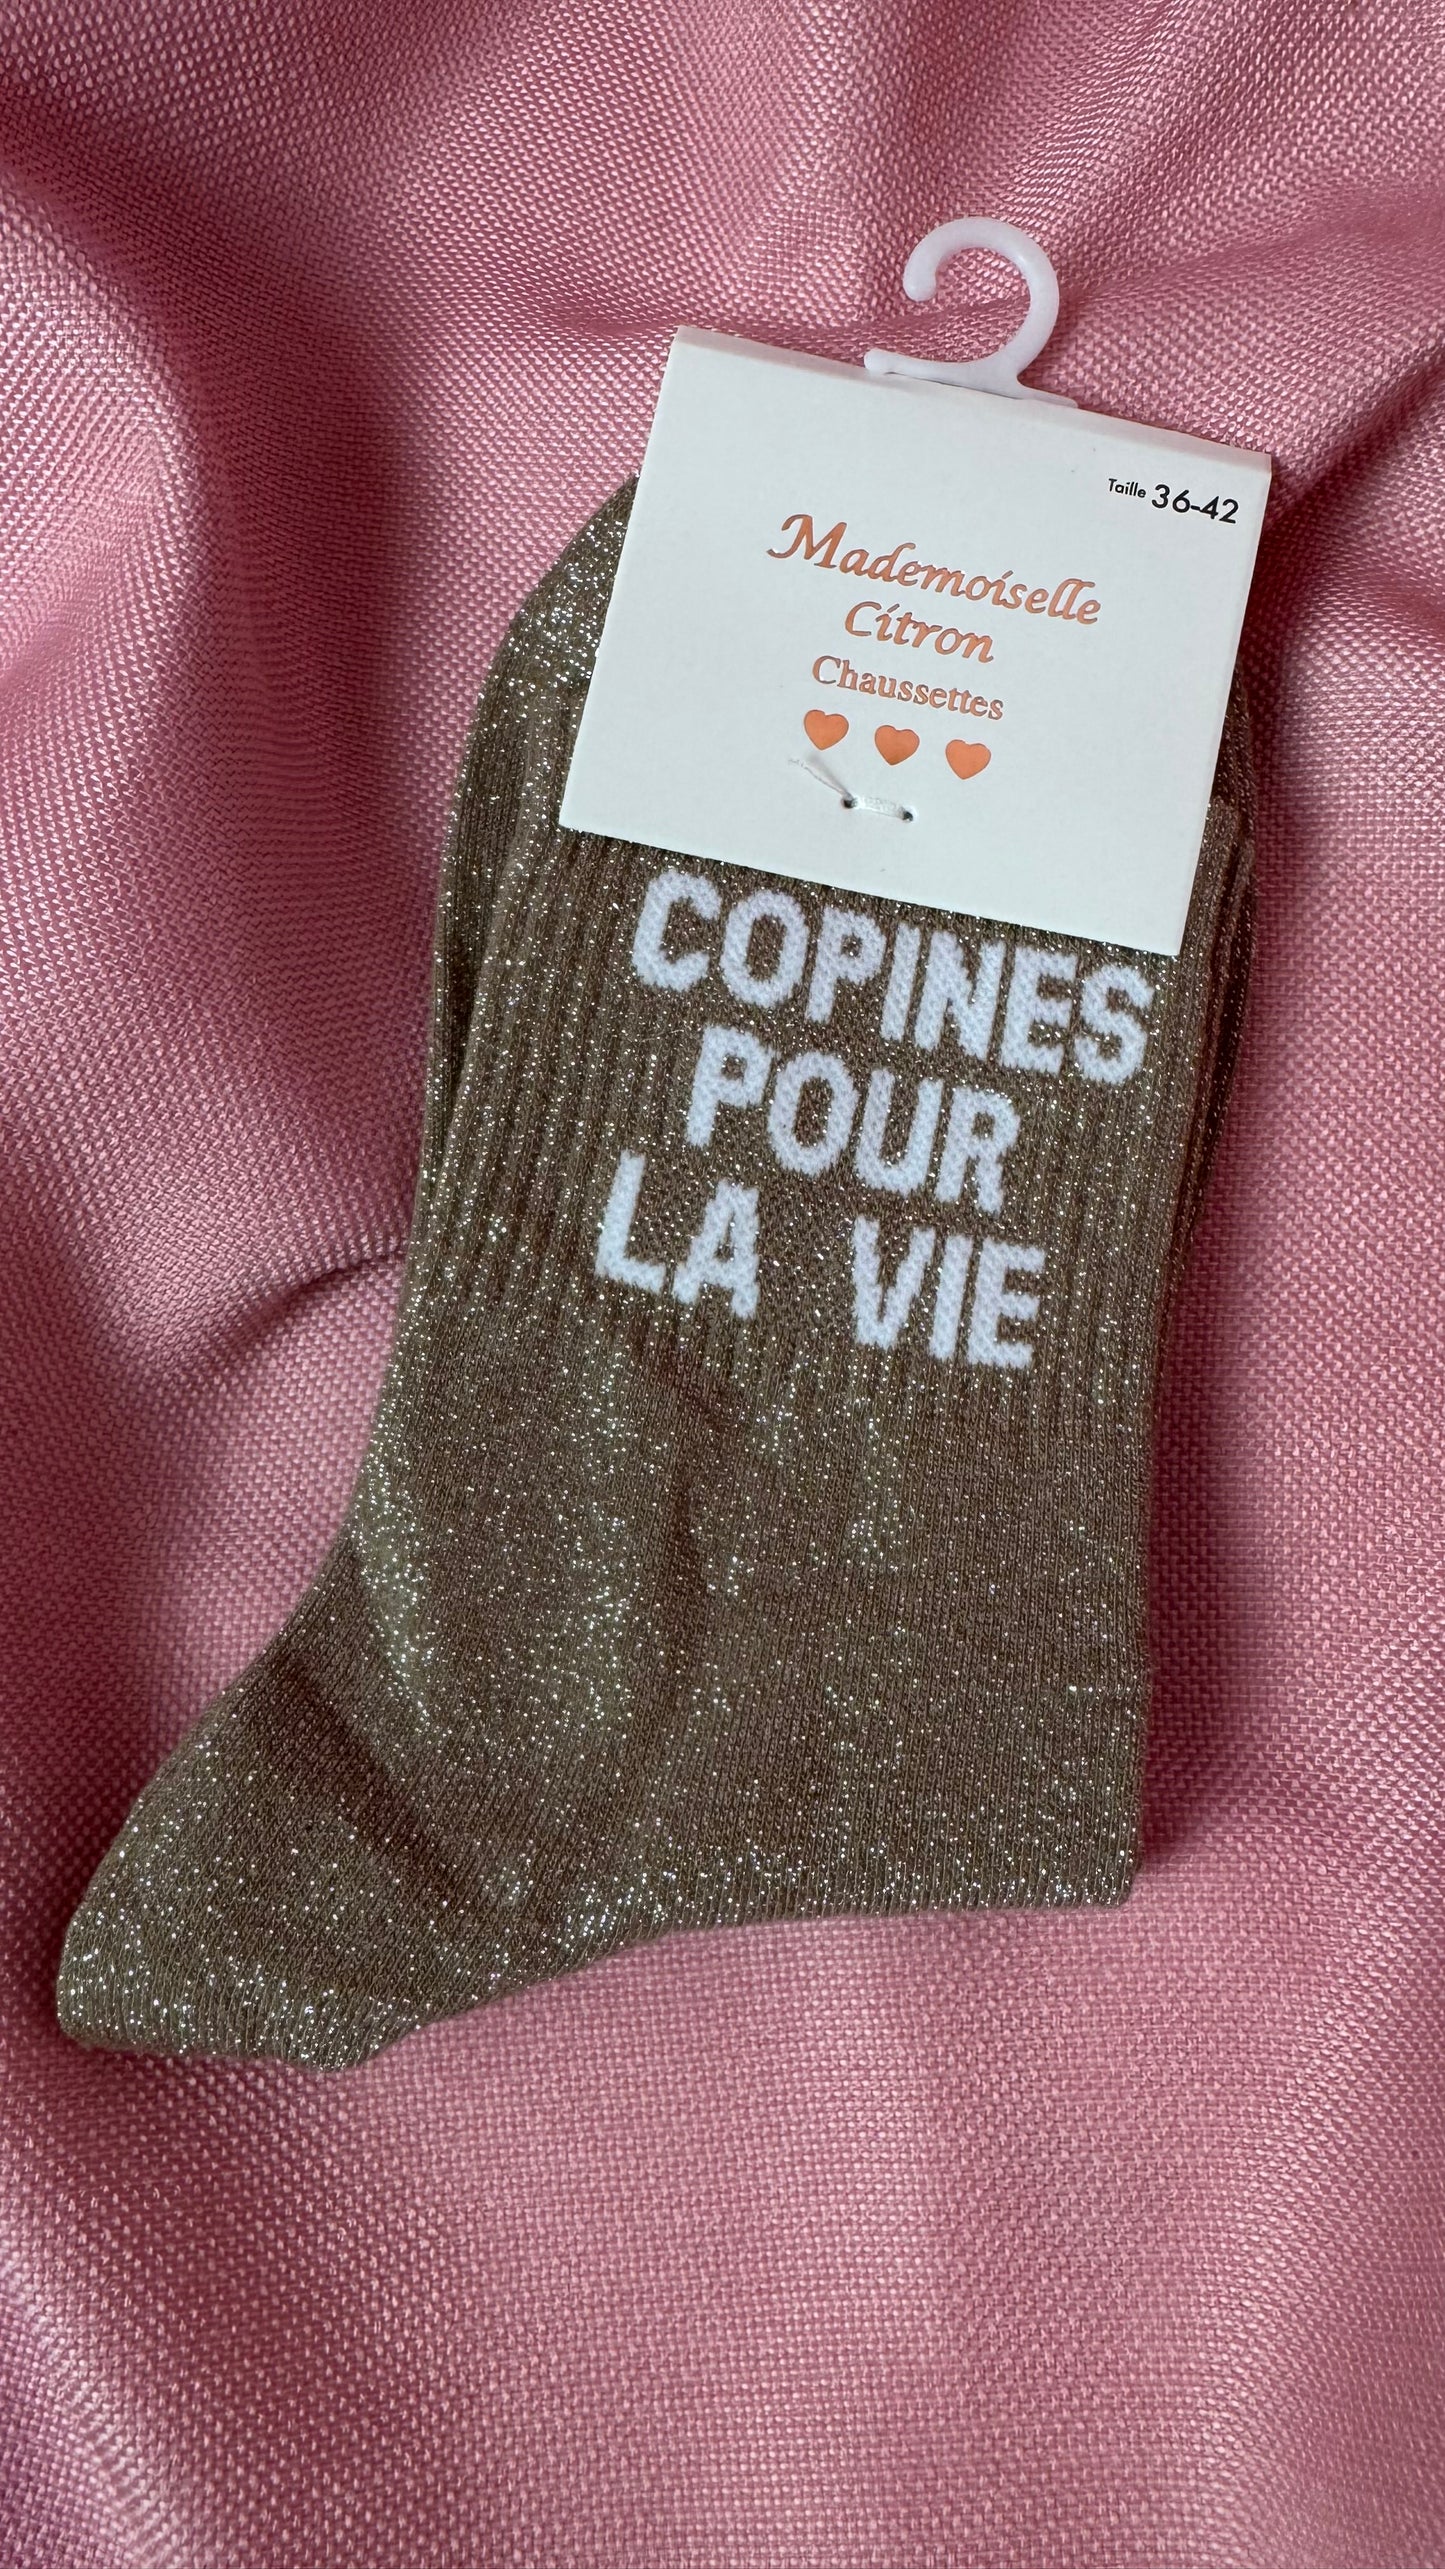 Taille 36-42
Mademoiselle
Citron
Chaussettes
COPINES
POUR
LA VIE